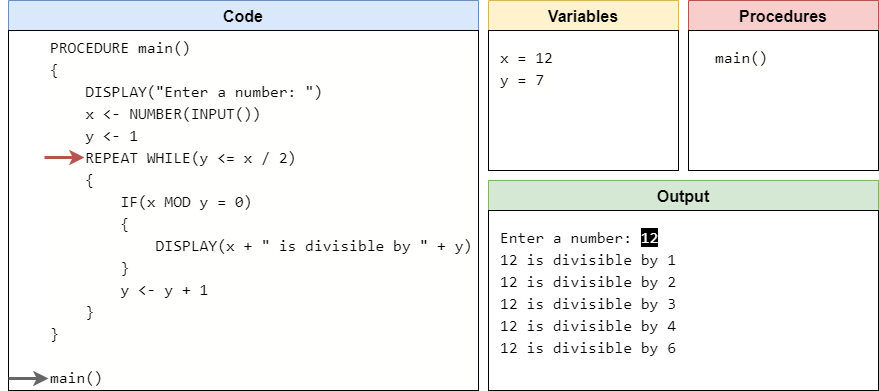 Code
PROCEDURE main()
{
DISPLAY("Enter a number: ")
x <- NUMBER(INPUT())
y <- 1
REPEAT WHILE(y <= x / 2)
{
IF(x MOD y = 0)
{
DISPLAY(x + " is divisible by " + y)
}
y <- y + 1
}
}
main()
Variables
x = 12
y = 7
Procedures
main()
Output
Enter a number: 12
12 is divisible by 1
12 is divisible by 2
12 is divisible by 3
12 is divisible by 4
12 is divisible by 6